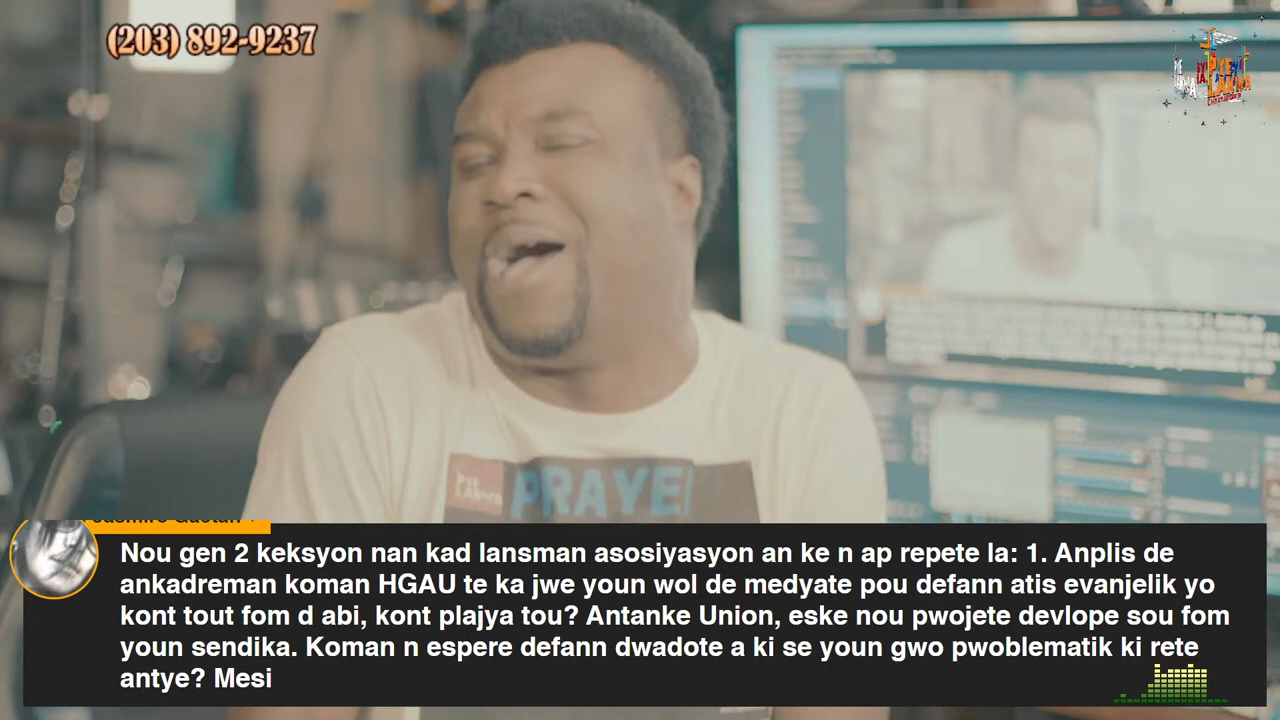 (203) 892-9237
PRAYE
Nou gen 2 keksyon nan kad lansman asosiyasyon an ke n ap repete la: 1. Anplis de
ankadreman koman HGAU te ka jwe youn wol de medyate pou defann atis evanjelik yo
kont tout fom d abi, kont plajya tou? Antanke Union, eske nou pwojete devlope sou fom
youn sendika. Koman n espere defann dwadote a ki se youn gwo pwoblematik ki rete
antye? Mesi